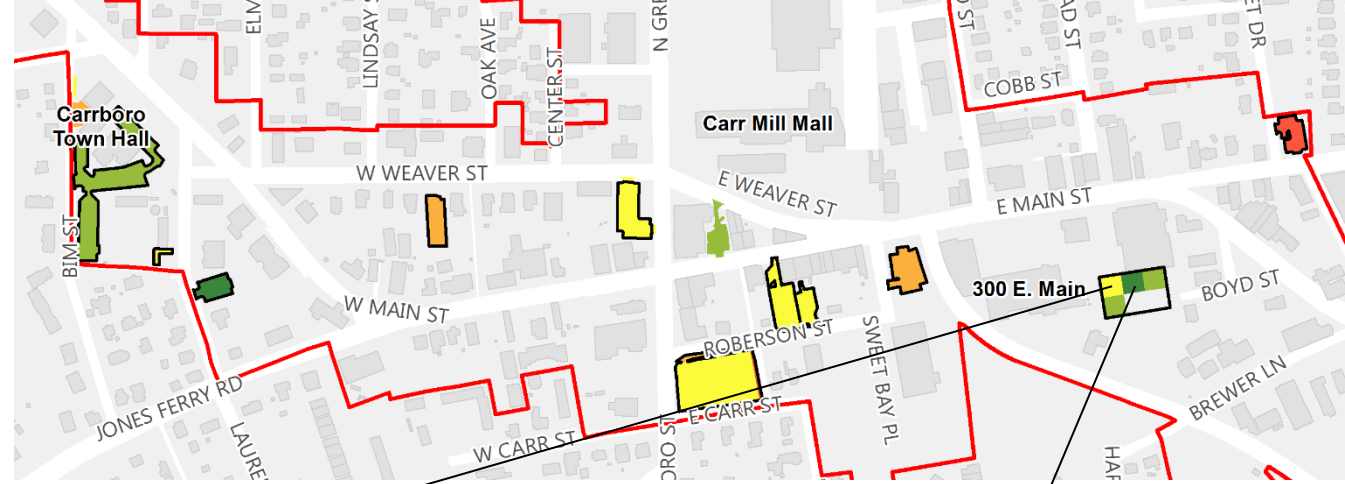 ELM
LINDSAY S
OAK AVE
CENTER ST
N GRE
D ST
AD ST
ET DR
COBB ST
Carrboro
Town Hall
Carr Mill Mall
W WEAVER ST
E WEAVER ST
E MAIN ST
BIM ST
300 E. Main
BOYD ST
W MAIN ST
ROBERSON ST
SWEET BAY PL
JONES FERRY RD
BREWER LN
E CARR ST
W CARR ST
LAURE
ORO ST
HAR